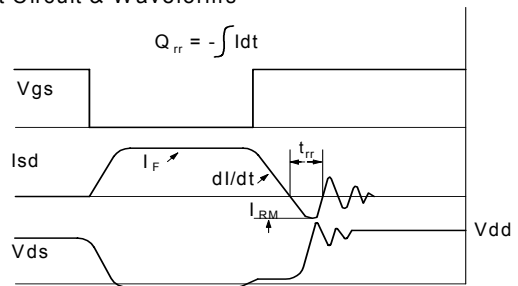 t Circuit & Waveforms
Q rr = -∫Idt
Vgs
Isd
I F
dI/dt
t rr
I RM
Vdd
Vds